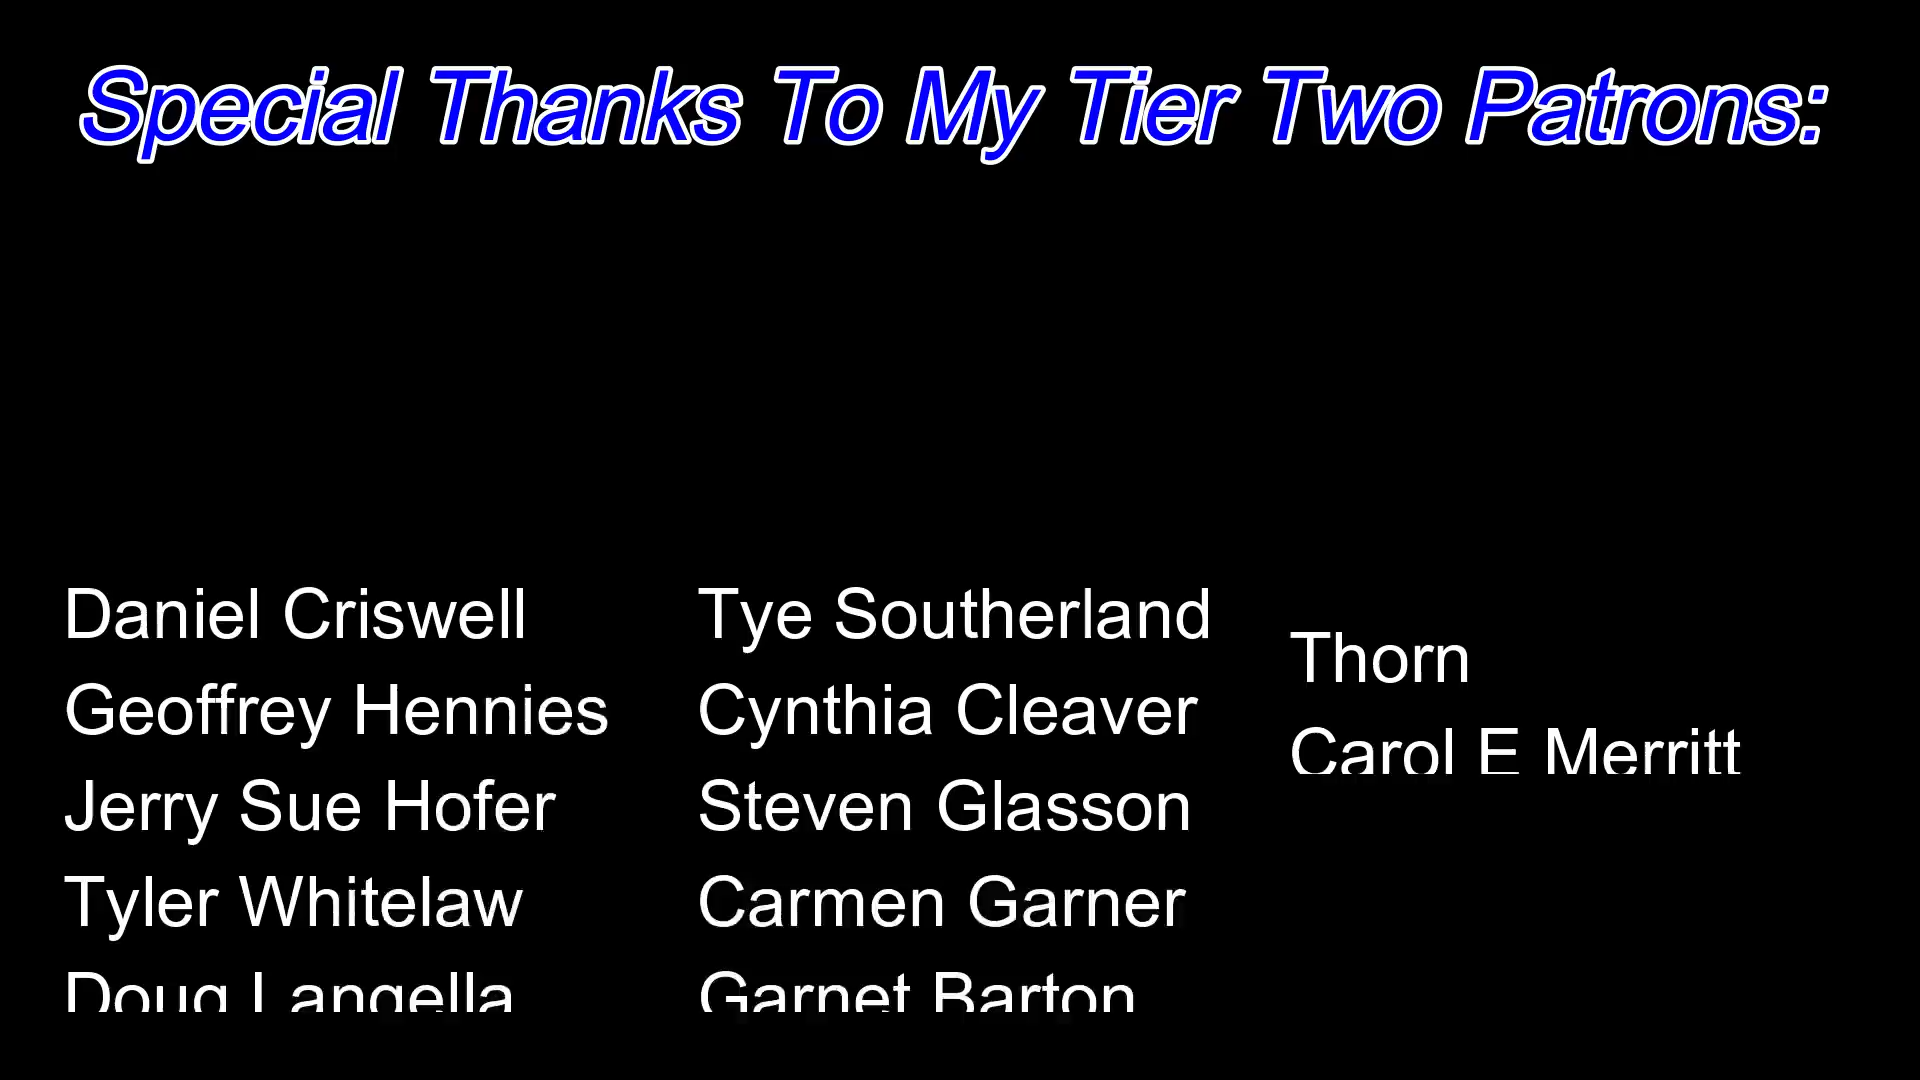 Special Thanks To My Tier Two Patrons:
Daniel Criswell
Geoffrey Hennies
Jerry Sue Hofer
Tyler Whitelaw
Doug Langella
Tye Southerland
Cynthia Cleaver
Steven Glasson
Carmen Garner
Garnet Barton
Thorn
Carol E Merritt